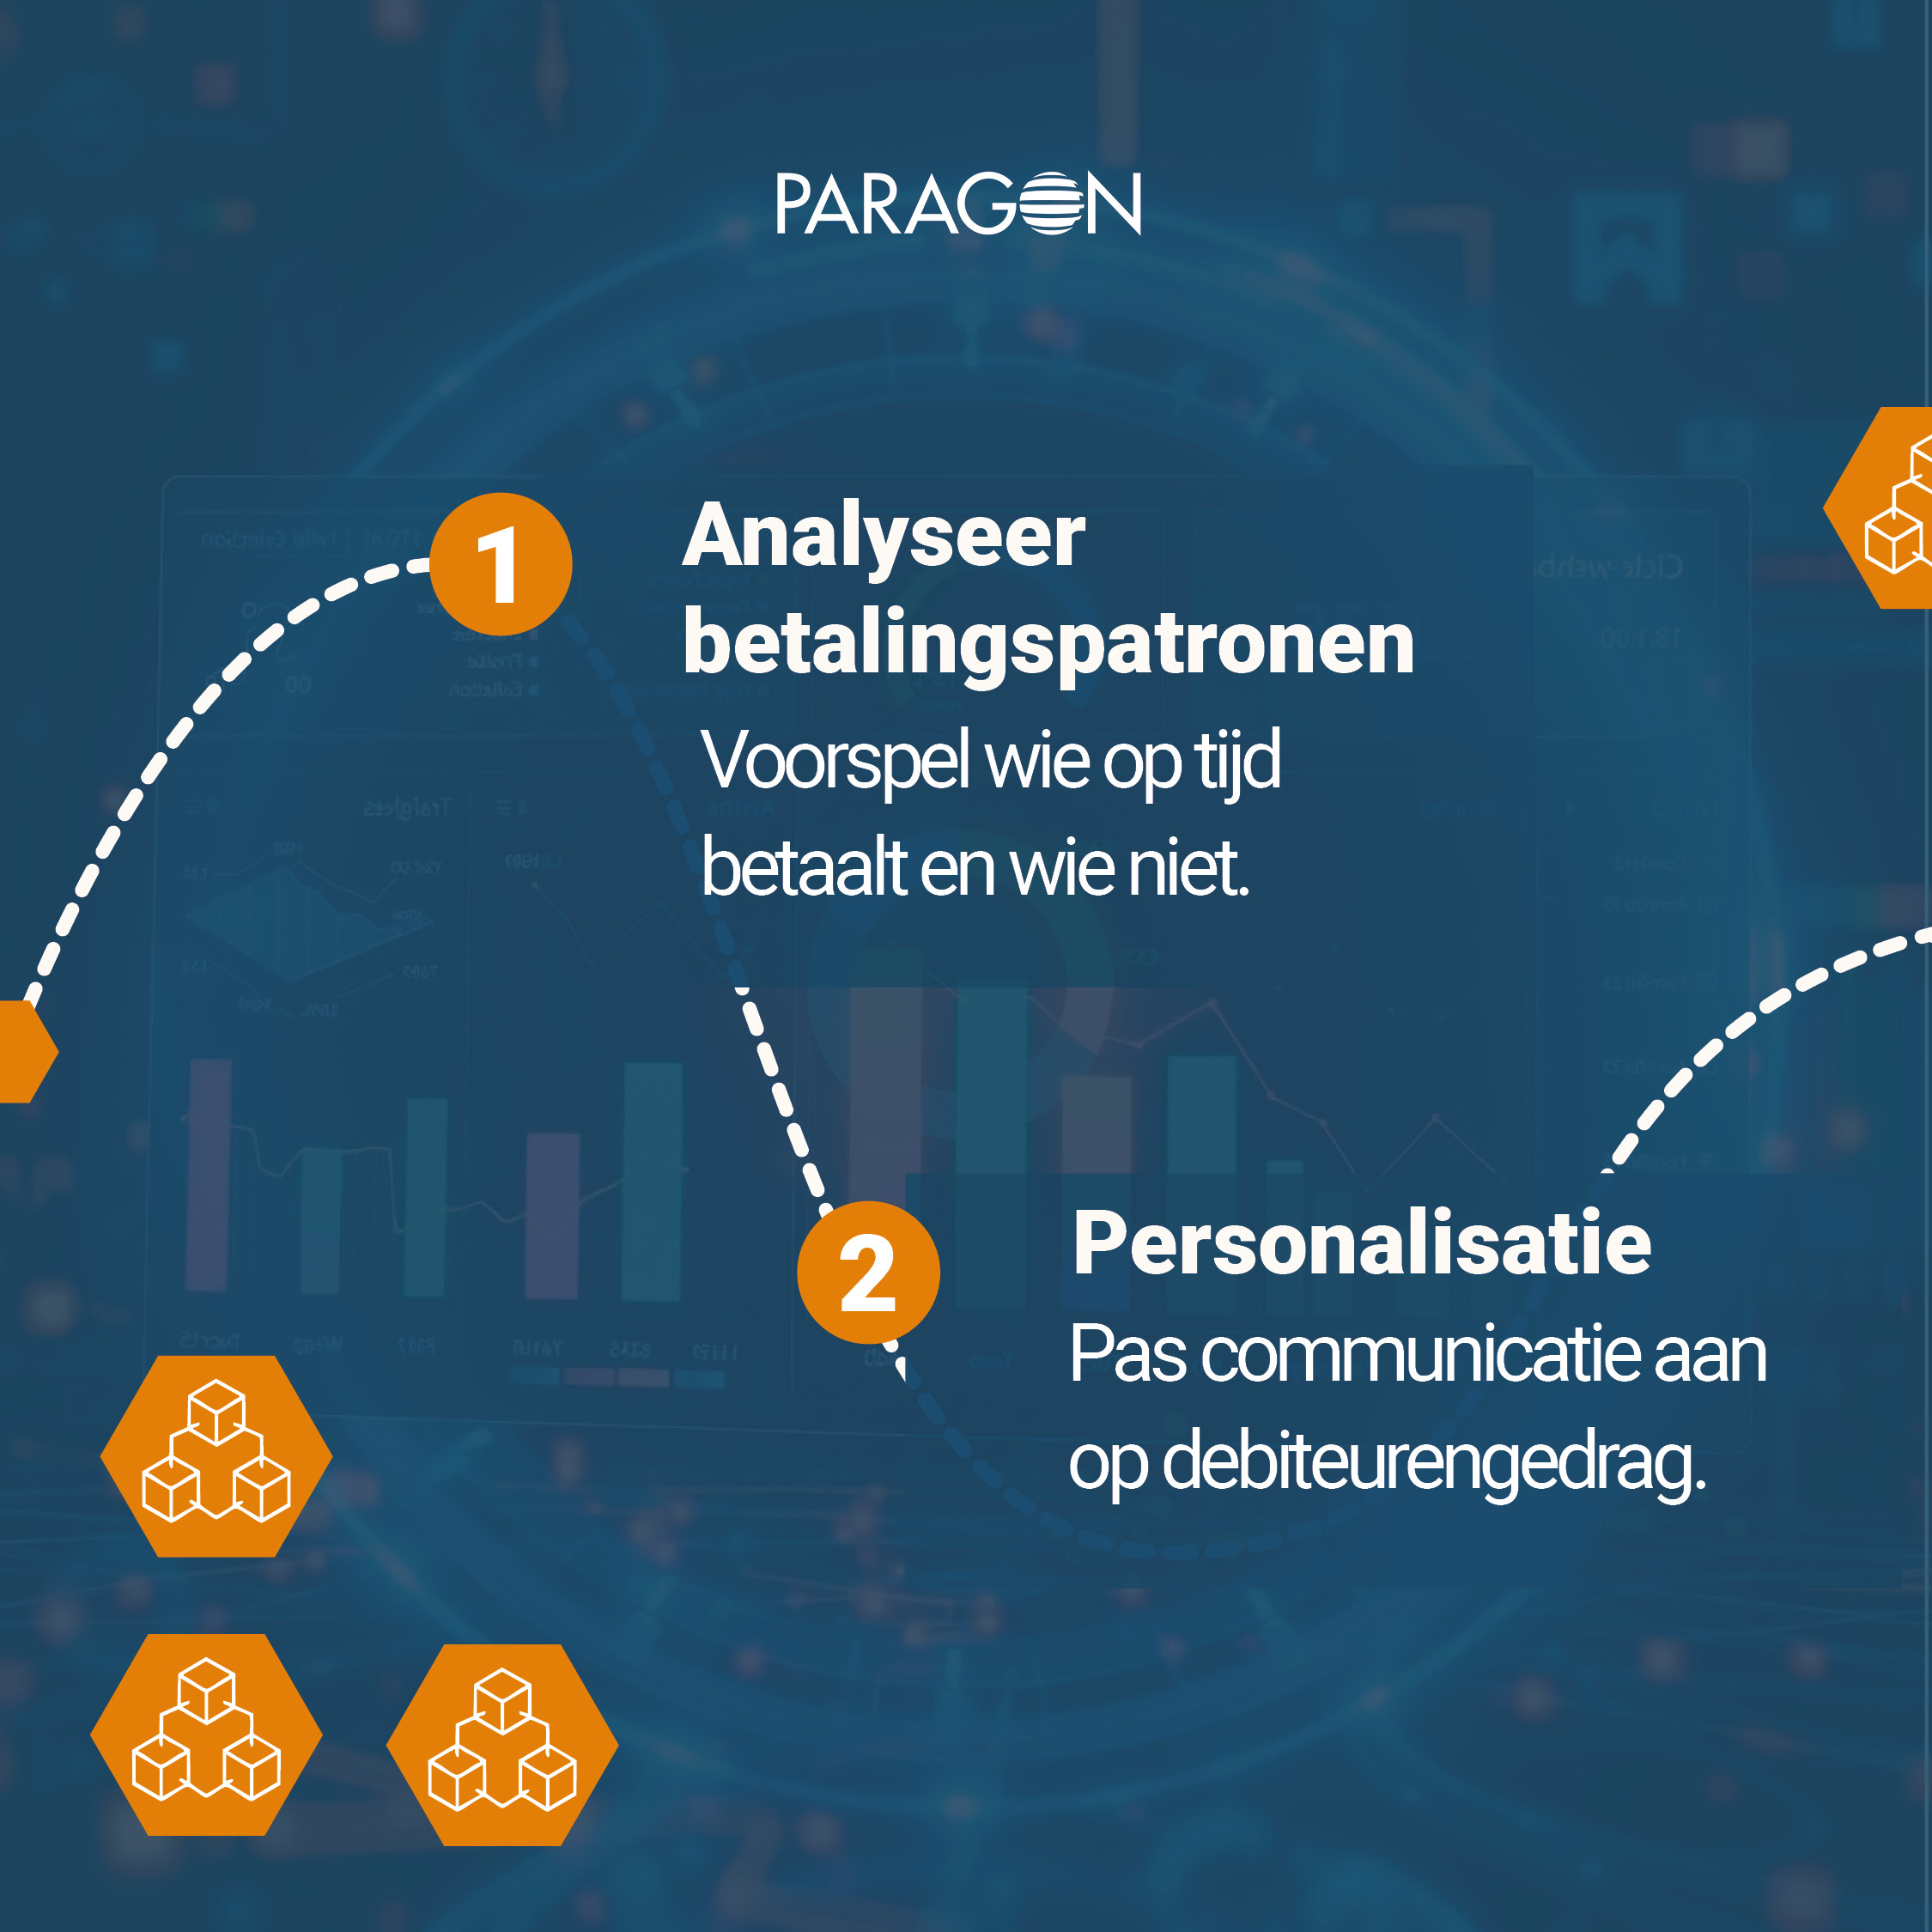 PARAGON
1
Analyseer
betalingspatronen
Voorspel wie op tijd
betaalt en wie niet.
2
Personalisatie
Pas communicatie aan
op debiteurengedrag.